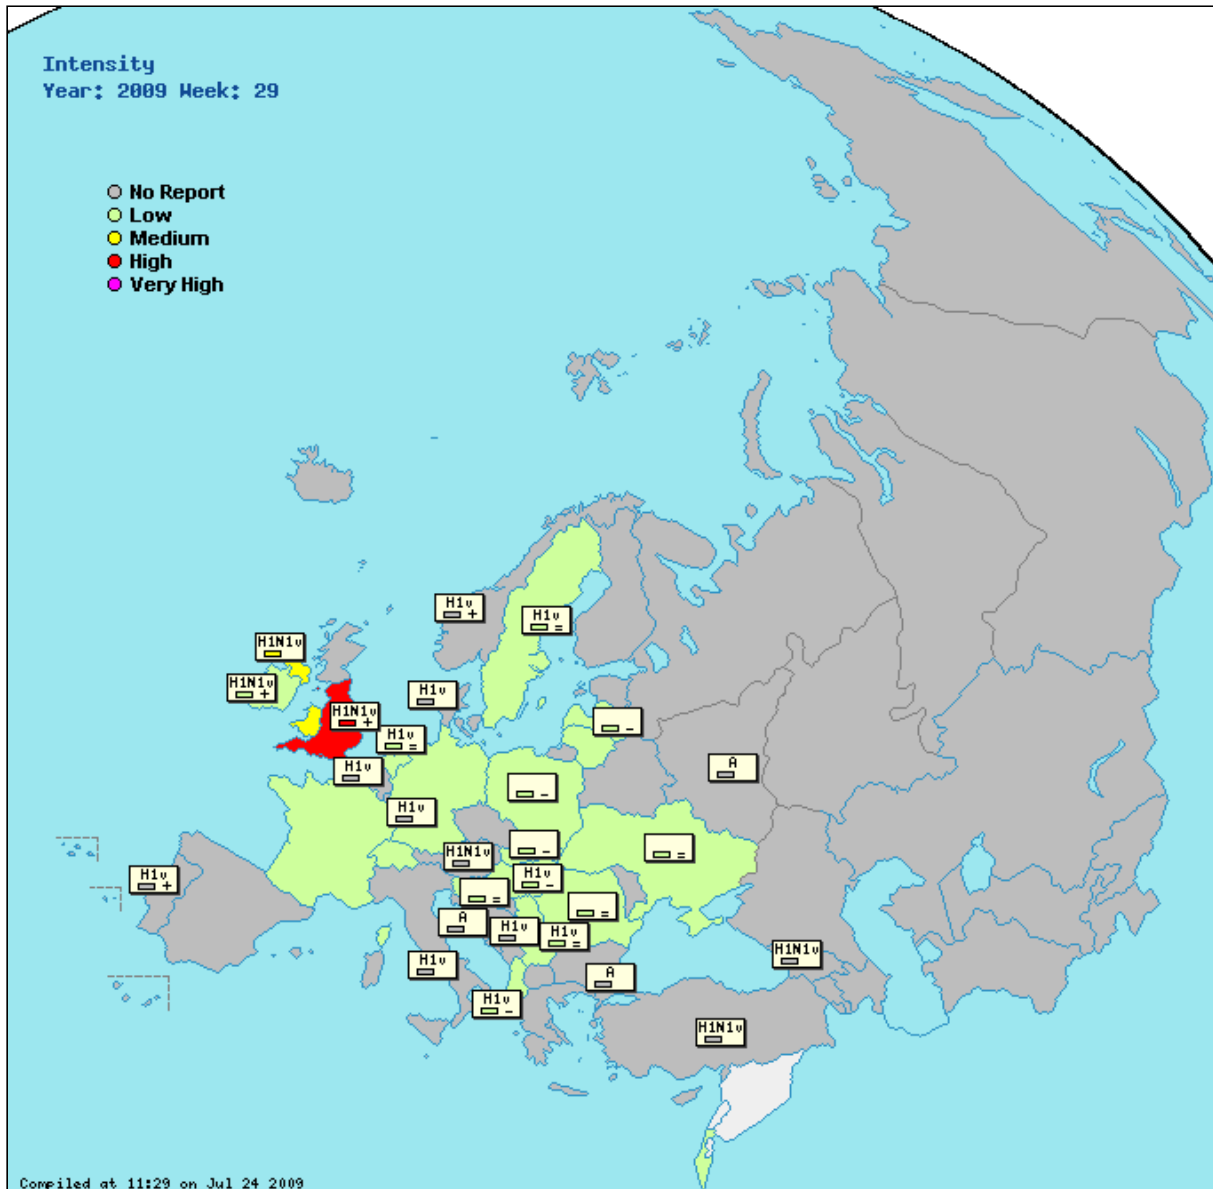 Intensity
Year: 2009 Week: 29
No Report
Low
Medium
High
Very High
H1v
+
H1v
=
H1N1v
H1N1v
+
H1v
H1N1v
+
-
H1v
=
H1v
A
-
H1v
-
=
H1N1v
H1v
-
H1v
+
=
=
A
H1v
H1v
=
H1N1v
H1v
A
H1v
-
H1N1v
Compiled at 11:29 on Jul 24 2009